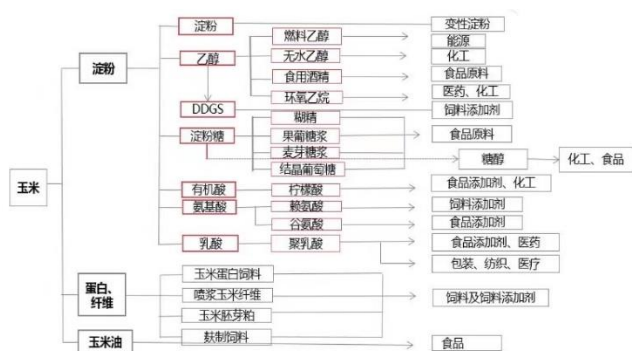 淀粉
变性淀粉
燃料乙醇
能源
淀粉
乙醇
无水乙醇
化工
食用酒精
食品原料
环氧乙烷
医药、化工
DDGS
饲料添加剂
糊精
淀粉糖
果葡糖浆
食品原料
麦芽糖浆
糖醇
化工、食品
结晶葡萄糖
玉米
有机酸
柠檬酸
食品添加剂、化工
氨基酸
赖氨酸
饲料添加剂
谷氨酸
食品添加剂
乳酸
聚乳酸
食品添加剂、医药
包装、纺织、医疗
玉米蛋白饲料
蛋白、
纤维
喷浆玉米纤维
饲料及饲料添加剂
玉米胚芽粕
麸制饲料
玉米油
食品